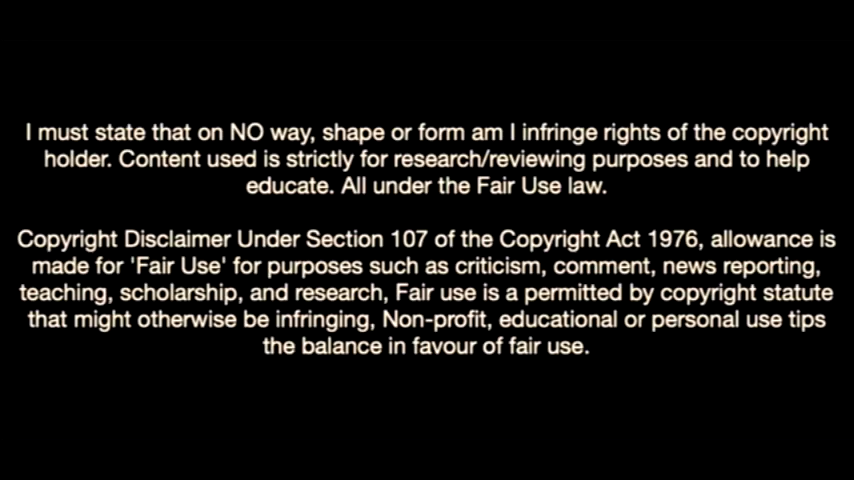 I must state that on NO way, shape or form am I infringe rights of the copyright
holder. Content used is strictly for research/reviewing purposes and to help
educate. All under the Fair Use law.
Copyright Disclaimer Under Section 107 of the Copyright Act 1976, allowance is
made for 'Fair Use' for purposes such as criticism, comment, news reporting,
teaching, scholarship, and research, Fair use is a permitted by copyright statute
that might otherwise be infringing, Non-profit, educational or personal use tips
the balance in favour of fair use.